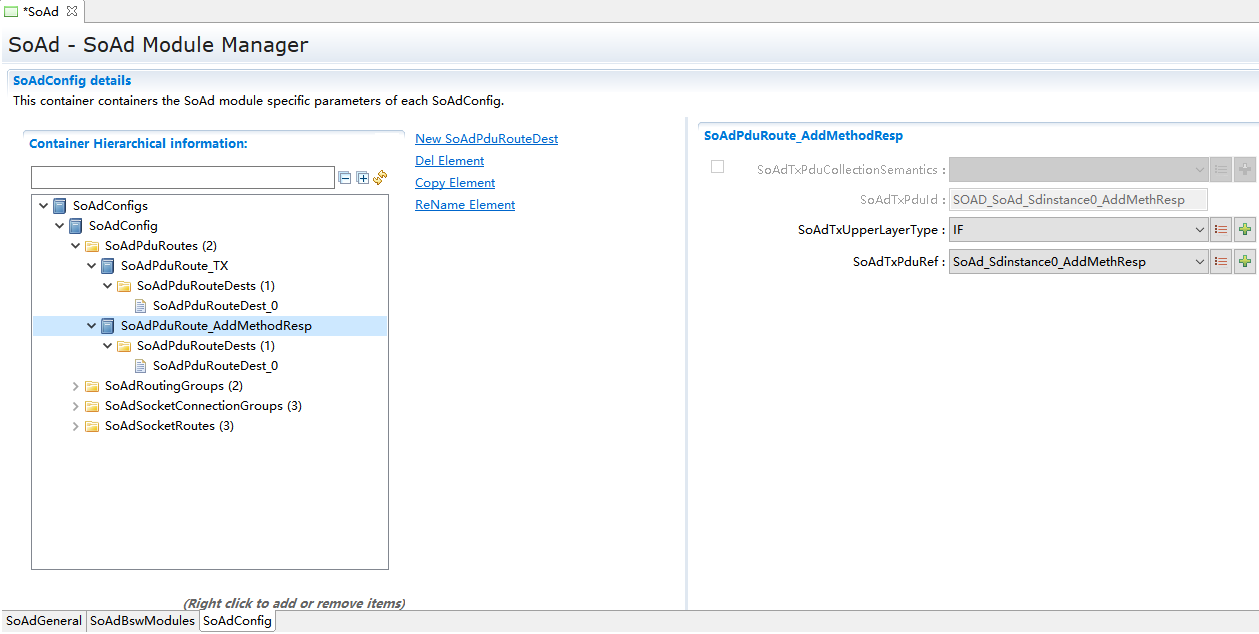 *SoAd
SoAd - SoAd Module Manager
SoAdConfig details
This container containers the SoAd module specific parameters of each SoAdConfig.
Container Hierarchical information:
SoAdConfigs
SoAdConfig
SoAdPduRoutes (2)
SoAdPduRoute_TX
SoAdPduRouteDests (1)
SoAdPduRouteDest_0
SoAdPduRoute_AddMethodResp
SoAdPduRouteDests (1)
SoAdPduRouteDest_0
SoAdRoutingGroups (2)
SoAdSocketConnectionGroups (3)
SoAdSocketRoutes (3)
(Right click to add or remove items)
New SoAdPduRouteDest
Del Element
Copy Element
ReName Element
SoAdPduRoute_AddMethodResp
SoAdTxPduCollectionSemantics :
SoAdTxPduId : SOAD_SoAd_Sdinstance0_AddMethResp
SoAdTxUpperLayerType : IF
SoAdTxPduRef : SoAd_Sdinstance0_AddMethResp
SoAdGeneral SoAdBswModules SoAdConfig